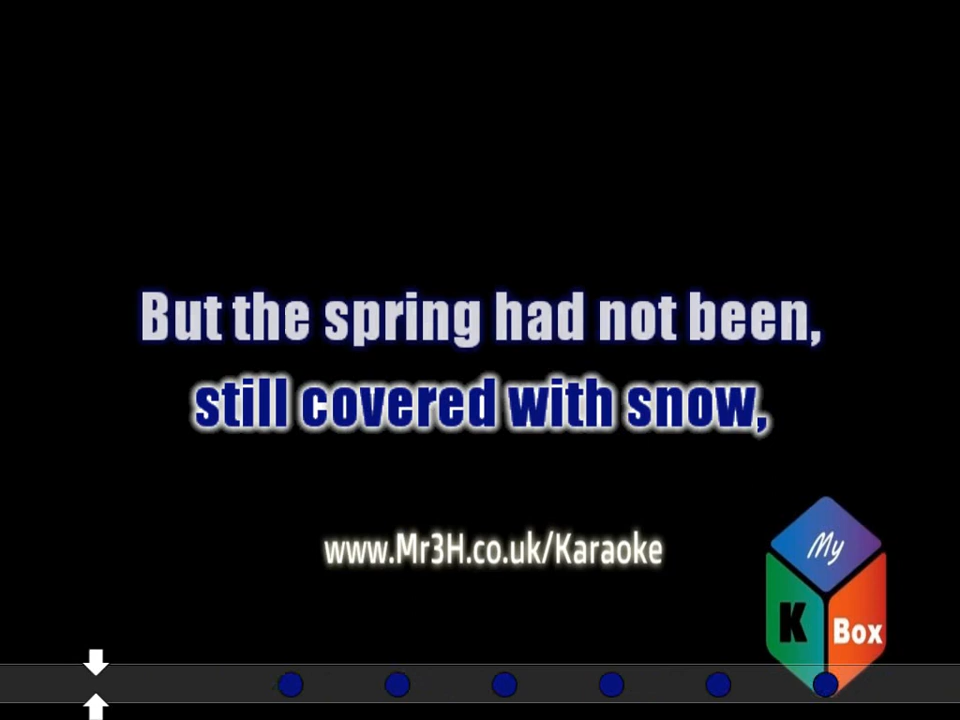 But the spring had not been,
still covered with snow,
www.Mr3H.co.uk/Karaoke
My
K Box